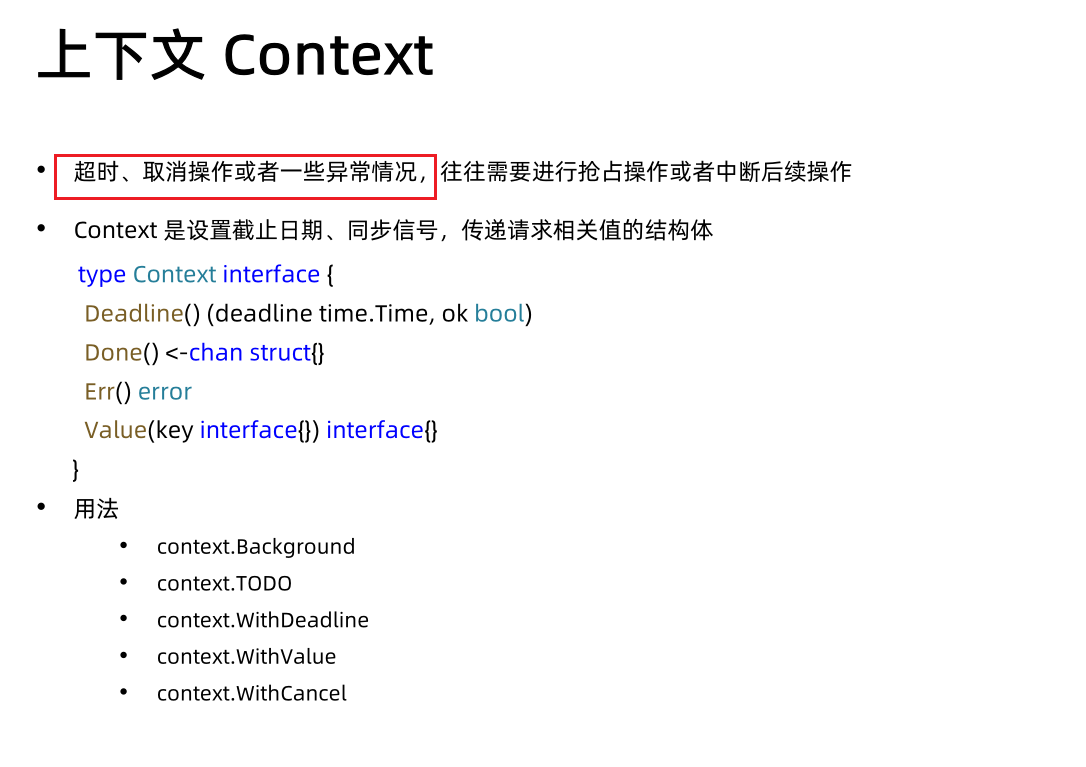 上下文 Context
• 超时、取消操作或者一些异常情况，往往需要进行抢占操作或者中断后续操作
• Context 是设置截止日期、同步信号，传递请求相关值的结构体
type Context interface {
Deadline() (deadline time.Time, ok bool)
Done() <-chan struct{}
Err() error
Value(key interface{}) interface{}
}
• 用法
• context.Background
• context.TODO
• context.WithDeadline
• context.WithValue
• context.WithCancel